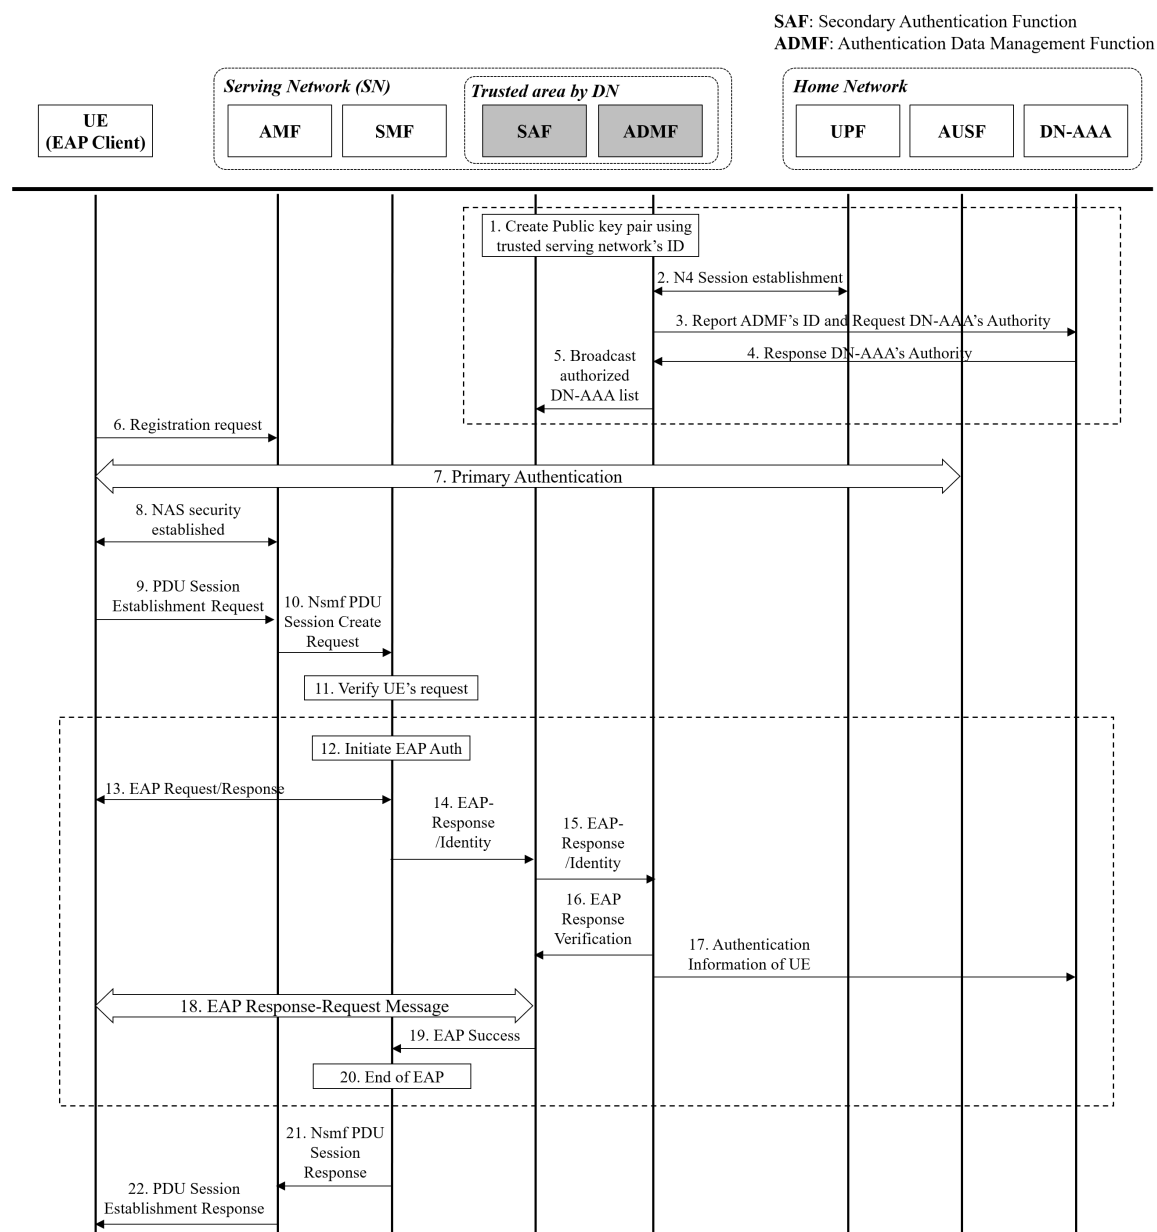 SAF: Secondary Authentication Function
ADMF: Authentication Data Management Function
Serving Network (SN)
Trusted area by DN
Home Network
UE
(EAP Client)
AMF
SMF
SAF
ADMF
UPF
AUSF
DN-AAA
1. Create Public key pair using
trusted serving network's ID
2. N4 Session establishment
3. Report ADMF's ID and Request DN-AAA's Authority
4. Response DN-AAA's Authority
5. Broadcast
authorized
DN-AAA list
6. Registration request
7. Primary Authentication
8. NAS security
established
9. PDU Session
Establishment Request
10. Nsmf PDU
Session Create
Request
11. Verify UE's request
12. Initiate EAP Auth
13. EAP Request/Response
14. EAP-
Response
/Identity
15. EAP-
Response
/Identity
16. EAP
Response
Verification
17. Authentication
Information of UE
18. EAP Response-Request Message
19. EAP Success
20. End of EAP
21. Nsmf PDU
Session
Response
22. PDU Session
Establishment Response